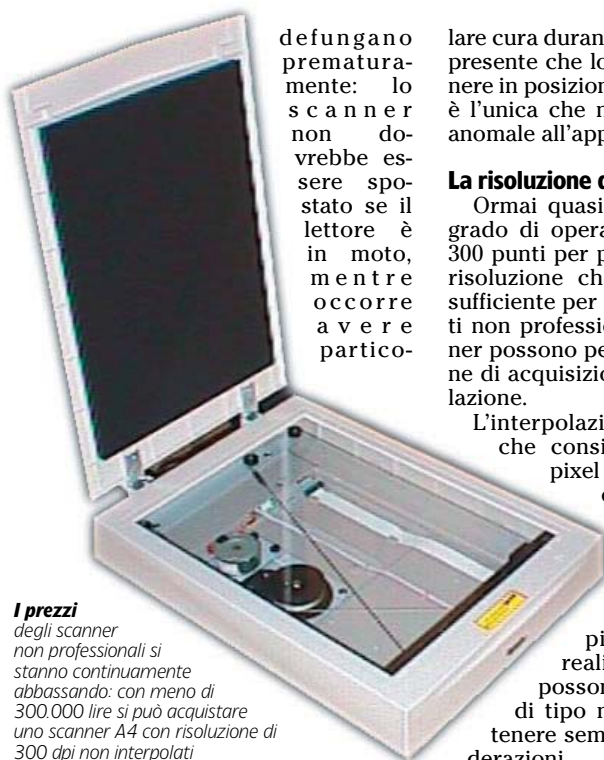 defungano
prematura-
mente: lo
scanner
non do-
vrebbe es-
sere spo-
stato se il
lettore è
in moto,
mentre
occorre
avere
partico-
I prezzi
degli scanner
non professionali si
stanno continuamente
abbassando: con meno di
300.000 lire si può acquistare
uno scanner A4 con risoluzione di
300 dpi non interpolati
lare cura duran
presente che lo
nere in posizion
è l'unica che n
anomale all'app
La risoluzione d
Ormai quasi
grado di opera
300 punti per p
risoluzione ch
sufficiente per
ti non professi
ner possono pe
ne di acquisizio
lazione.
L'interpolazi
che consi
pixel
pi
reali
posson
di tipo n
tenere sem
derazioni